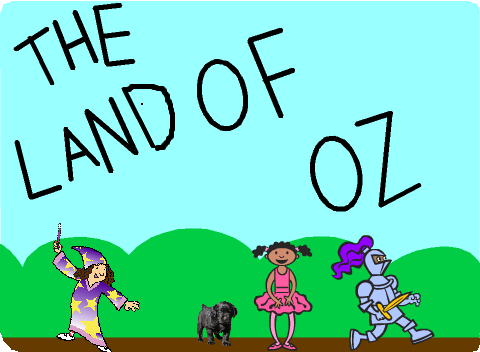 THE
LAND OF
OZ